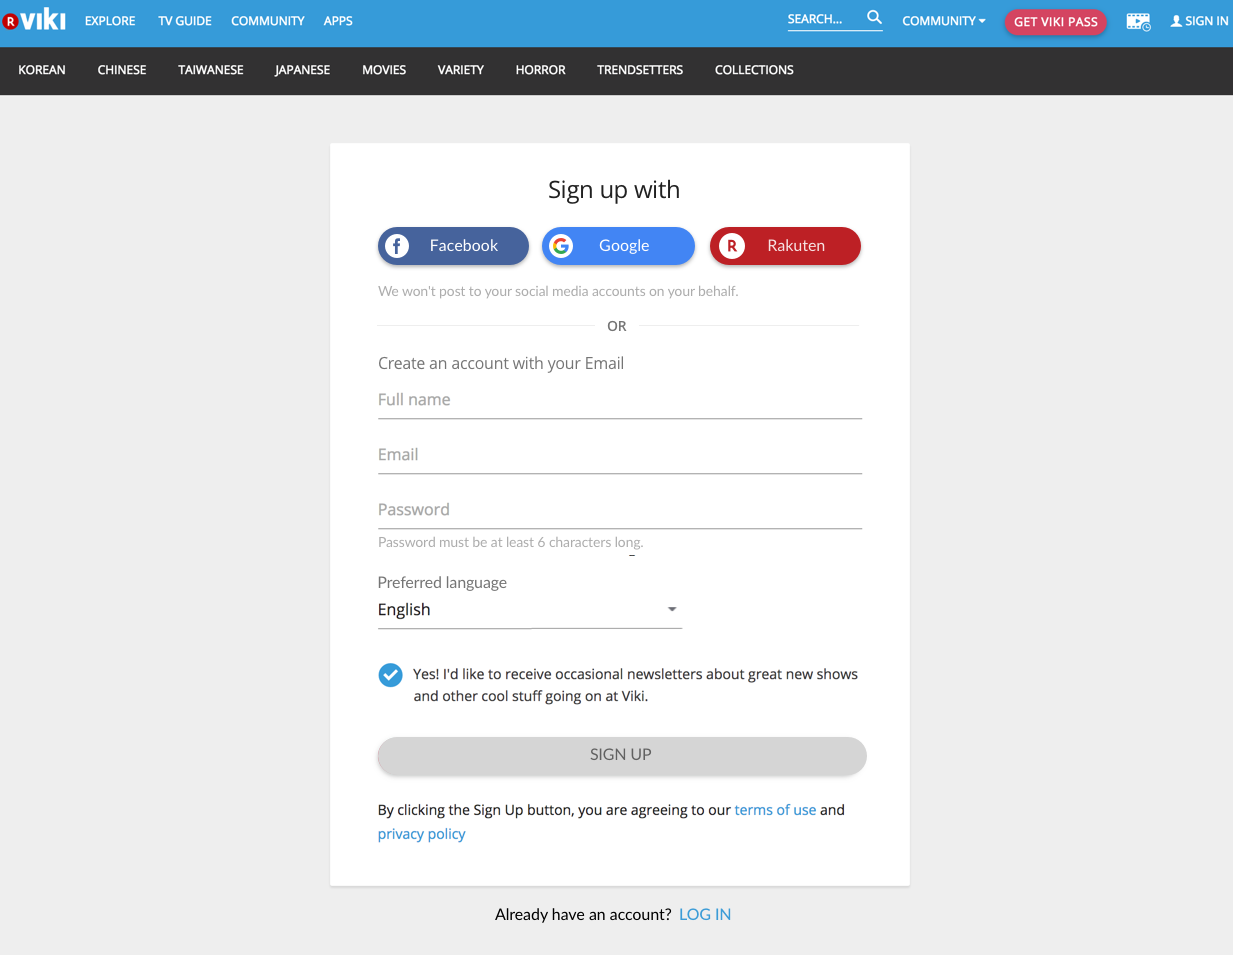 R viki EXPLORE TV GUIDE COMMUNITY APPS SEARCH... COMMUNITY GET VIKI PASS SIGN IN
KOREAN CHINESE TAIWANESE JAPANESE MOVIES VARIETY HORROR TRENDSETTERS COLLECTIONS
Sign up with
f Facebook G Google R Rakuten
We won't post to your social media accounts on your behalf.
OR
Create an account with your Email
Full name
Email
Password
Password must be at least 6 characters long.
Preferred language
English
Yes! I'd like to receive occasional newsletters about great new shows
and other cool stuff going on at Viki.
SIGN UP
By clicking the Sign Up button, you are agreeing to our terms of use and
privacy policy
Already have an account? LOG IN